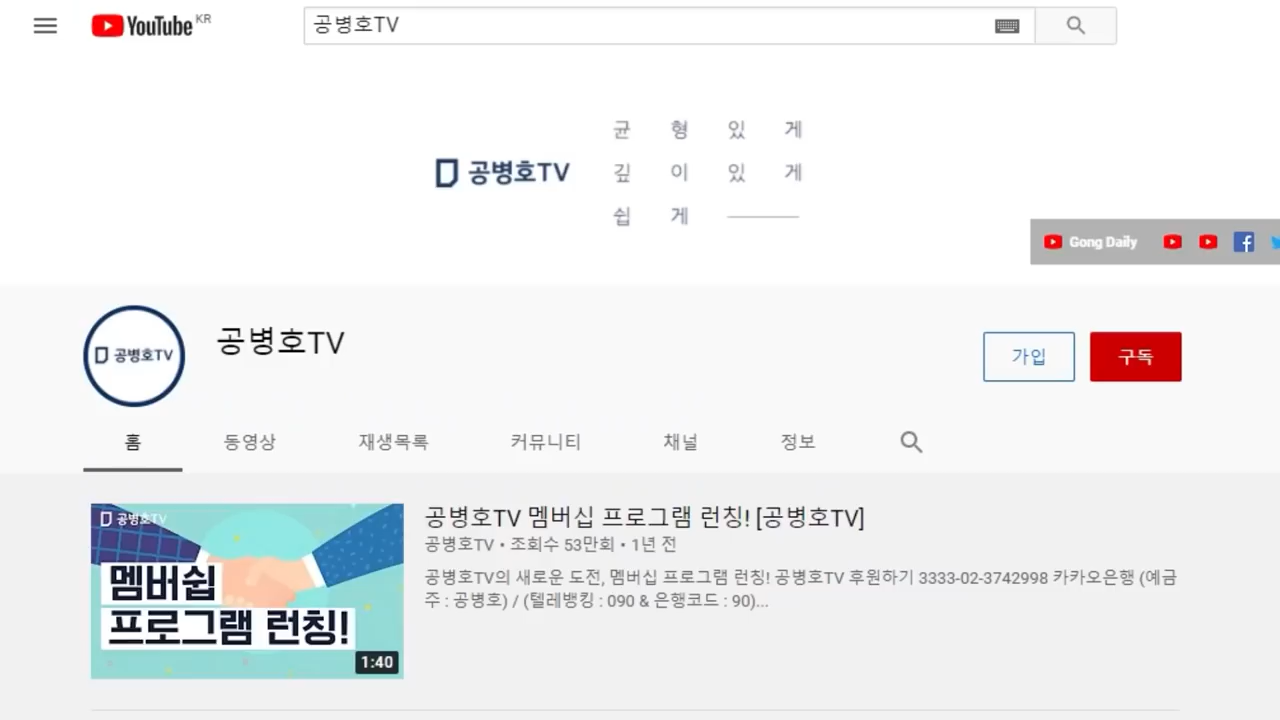 YouTube KR
공병호TV
균 형 있 게
공병호TV
깊 이 있 게
쉽 게
Gong Daily
공병호TV
공병호TV
가입
구독
홈
동영상
재생목록
커뮤니티
채널
정보
공병호TV
멤버쉽
프로그램 런칭!
1:40
공병호TV 멤버십 프로그램 런칭! [공병호TV]
공병호TV • 조회수 53만회 • 1년 전
공병호TV의 새로운 도전, 멤버십 프로그램 런칭! 공병호TV 후원하기 3333-02-3742998 카카오은행 (예금
주 : 공병호) / (텔레뱅킹 : 090 & 은행코드 : 90)...